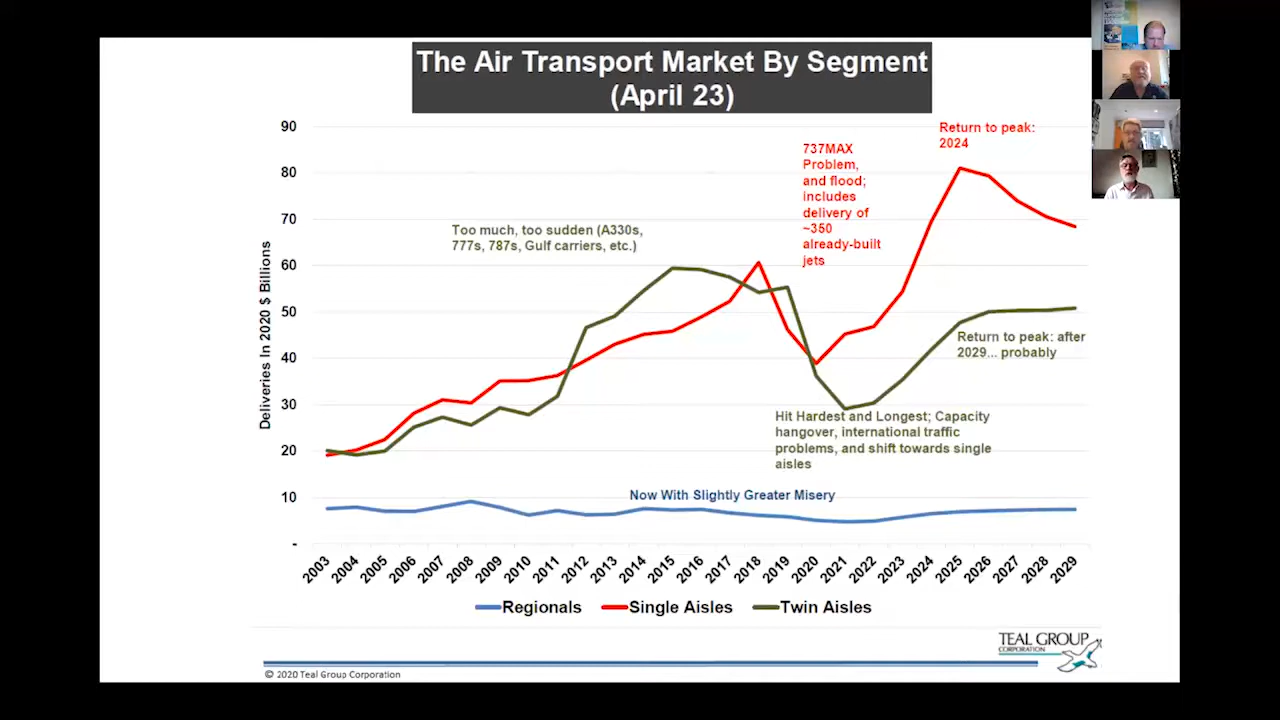 The Air Transport Market By Segment
(April 23)
Deliveries In 2020 $ Billions
90
80
70
60
50
40
30
20
10
-
Too much, too sudden (A330s,
777s, 787s, Gulf carriers, etc.)
737MAX
Problem,
and flood;
includes
delivery of
~350
already-built
jets
Return to peak:
2024
Return to peak: after
2029... probably
Hit Hardest and Longest; Capacity
hangover, international traffic
problems, and shift towards single
aisles
Now With Slightly Greater Misery
2003
2004
2005
2006
2007
2008
2009
2010
2011
2012
2013
2014
2015
2016
2017
2018
2019
2020
2021
2022
2023
2024
2025
2026
2027
2028
2029
Regionals
Single Aisles
Twin Aisles
TEAL GROUP
CORPORATION
© 2020 Teal Group Corporation